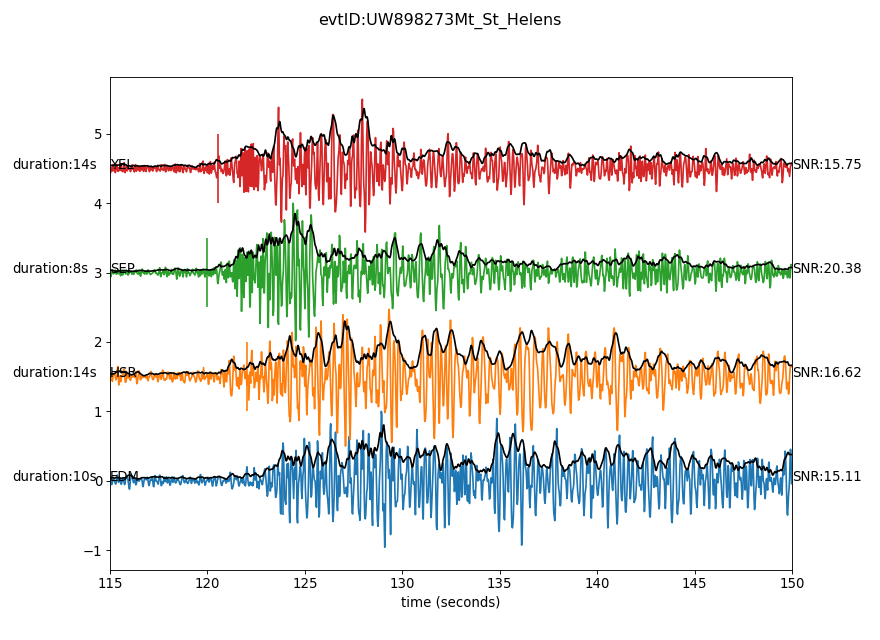 evtID:UW898273Mt_St_Helens
5
duration:14s YEL SNR:15.75
4
duration:8s SEP SNR:20.38
3
2
duration:14s HSR SNR:16.62
1
duration:10s EDM SNR:15.11
0
−1
115 120 125 130 135 140 145 150
time (seconds)